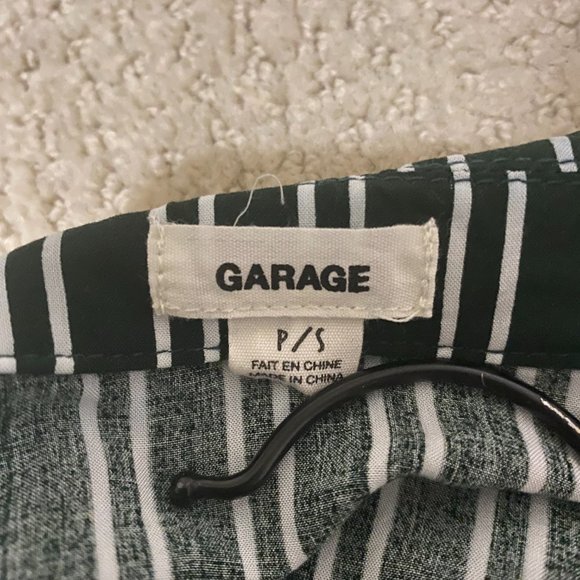 GARAGE
P/S
FAIT EN CHINE
MADE IN CHINA